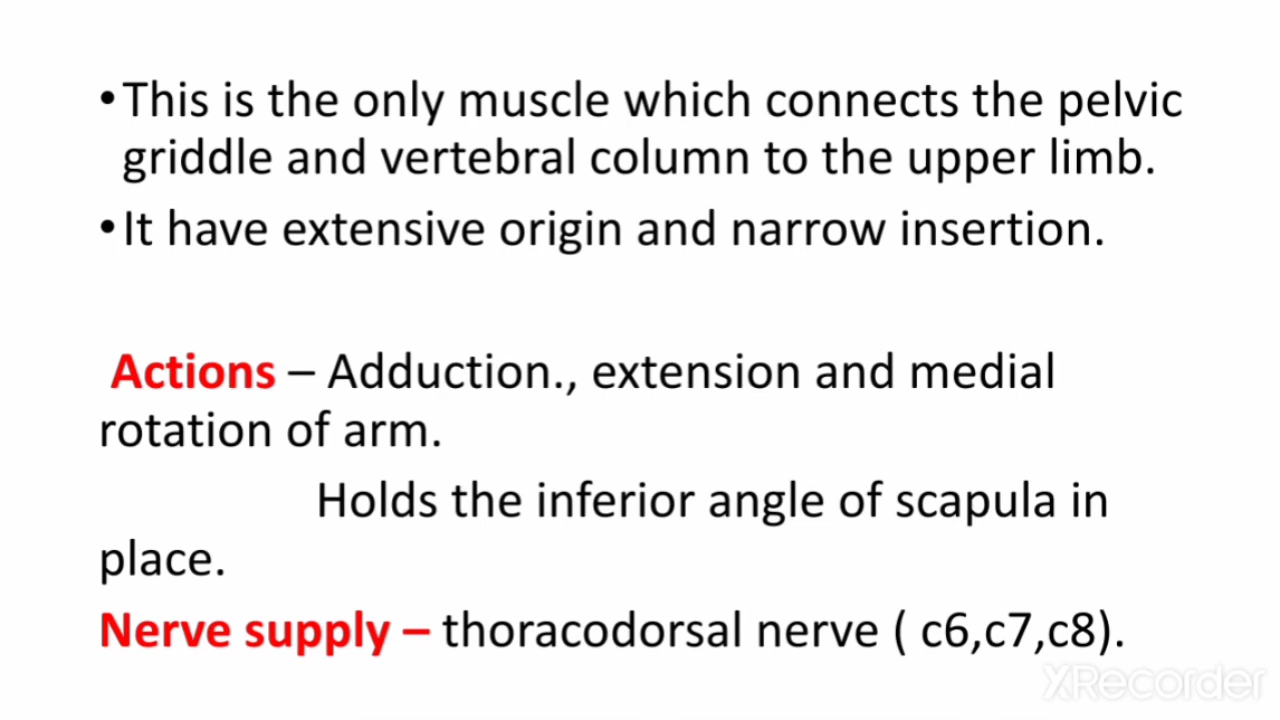 •This is the only muscle which connects the pelvic
griddle and vertebral column to the upper limb.
•It have extensive origin and narrow insertion.
Actions – Adduction., extension and medial
rotation of arm.
Holds the inferior angle of scapula in
place.
Nerve supply – thoracodorsal nerve ( c6,c7,c8).
XRecorder